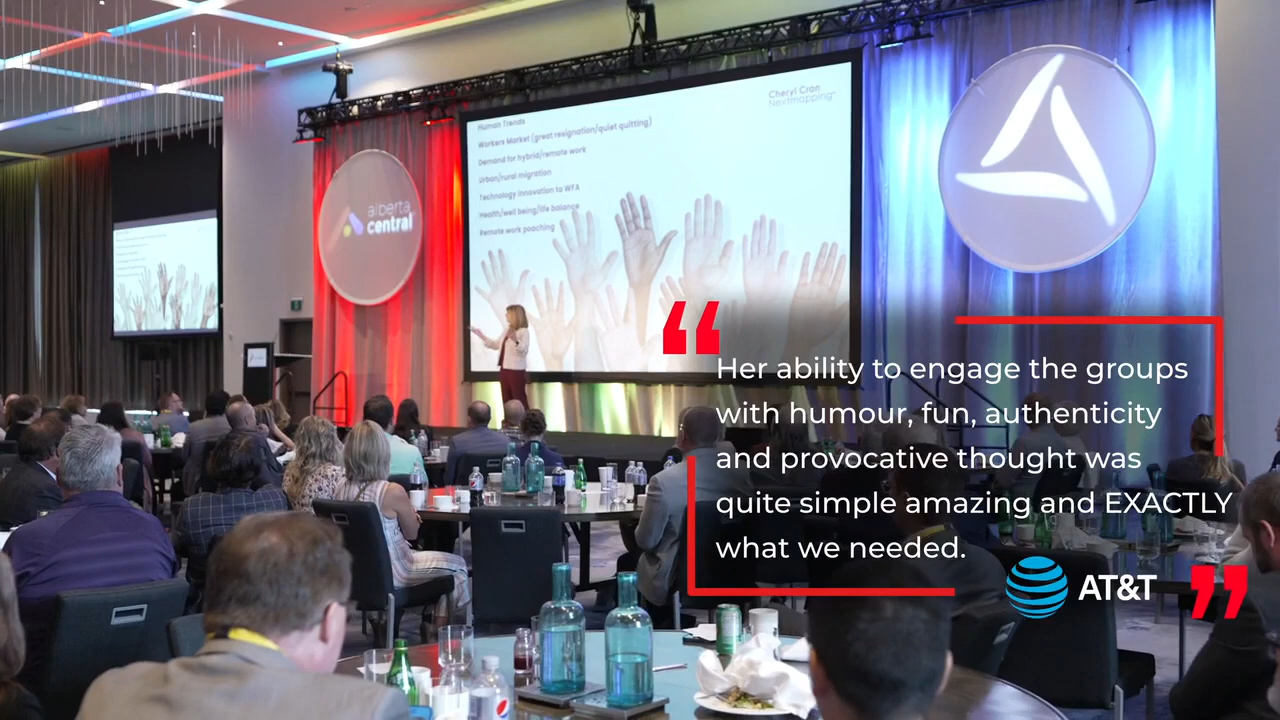 Cheryl Cran
Nextmapping
Human Trends
Workers Market (great resignation/quiet quitting)
Demand for hybrid/remote work
Urban/rural migration
Technology innovation to WFA
Health/well being/life balance
Remote work poaching
alberta
central
“
Her ability to engage the groups
with humour, fun, authenticity
and provocative thought was
quite simple amazing and EXACTLY
what we needed.
AT&T
”